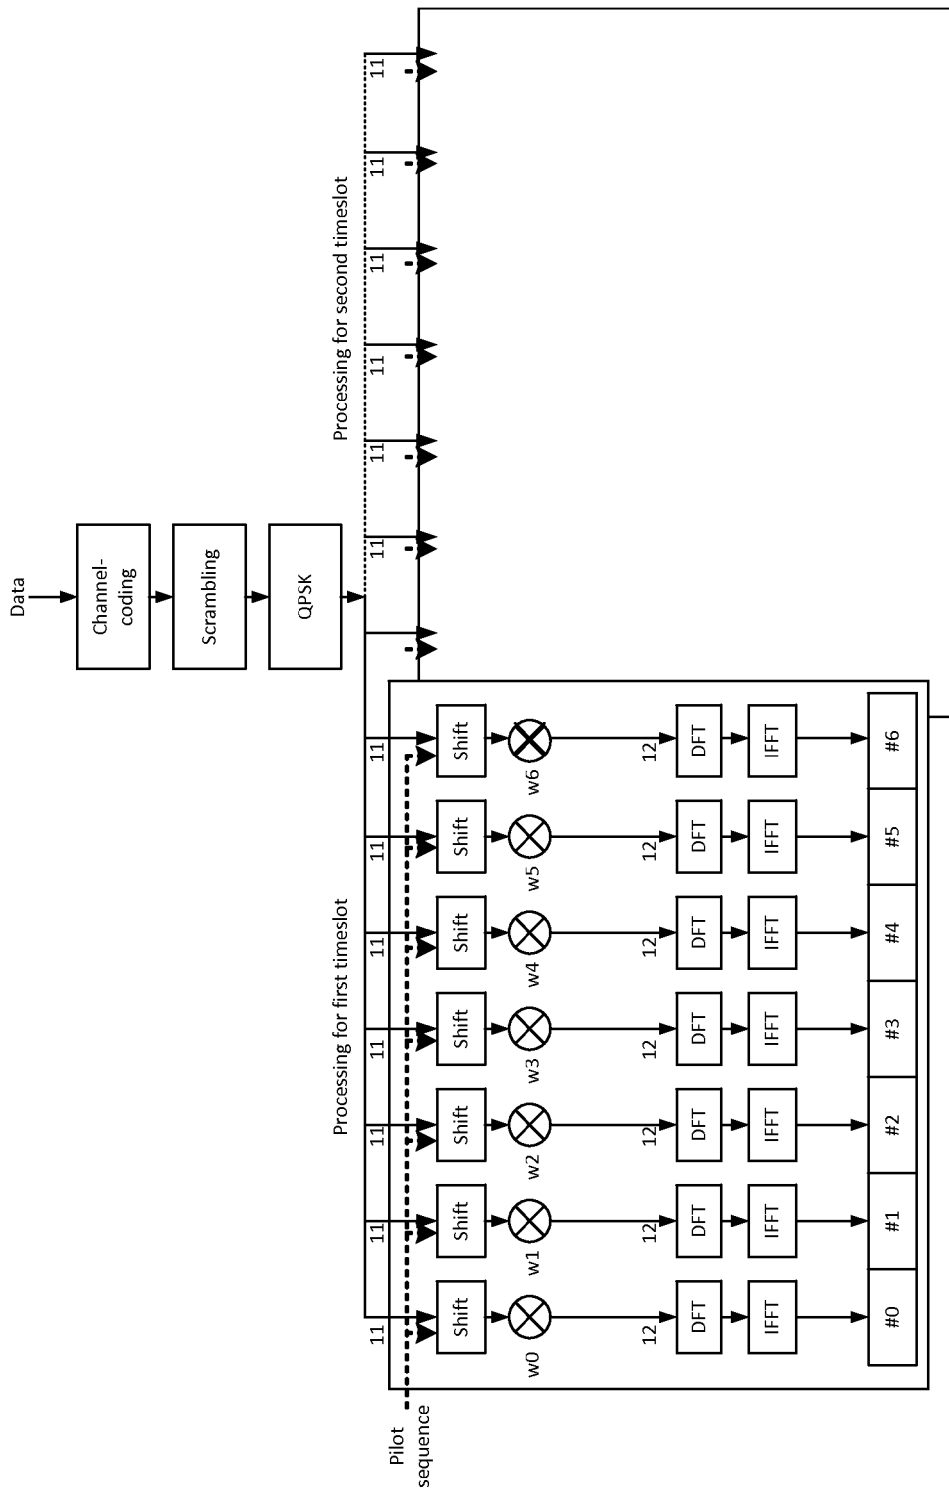 Data
Channel-
coding
Scrambling
QPSK
Processing for first timeslot
Processing for second timeslot
11 11 11 11 11 11 11 11 11 11 11 11 11
Pilot
sequence
Shift Shift Shift Shift Shift Shift Shift
w0 w1 w2 w3 w4 w5 w6
12 12 12 12 12 12 12
DFT DFT DFT DFT DFT DFT DFT
IFFT IFFT IFFT IFFT IFFT IFFT IFFT
#0 #1 #2 #3 #4 #5 #6